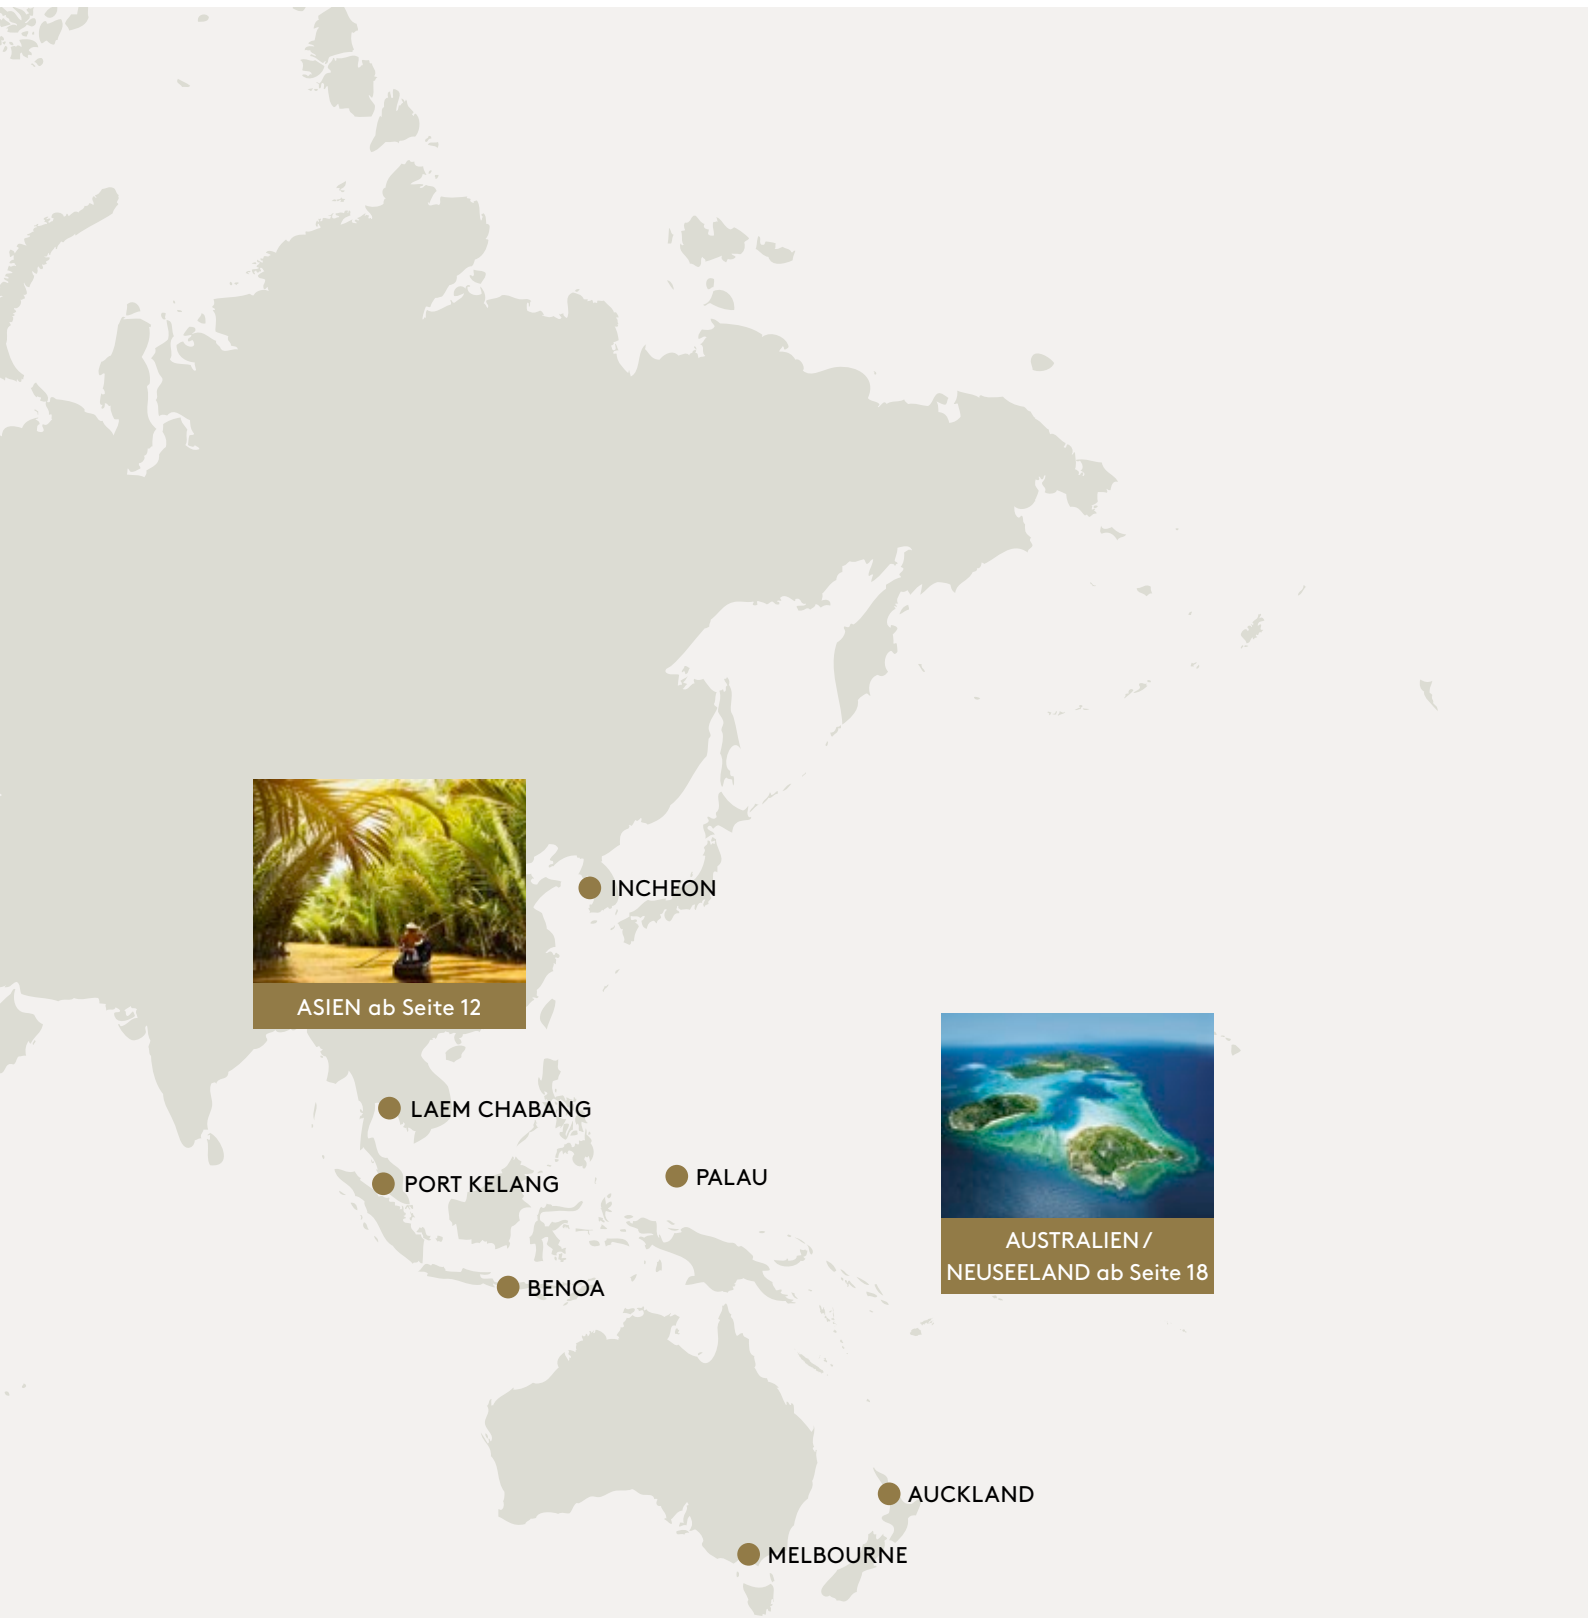 INCHEON
ASIEN ab Seite 12
LAEM CHABANG
PORT KELANG
PALAU
AUSTRALIEN /
NEUSEELAND ab Seite 18
BENOA
AUCKLAND
MELBOURNE